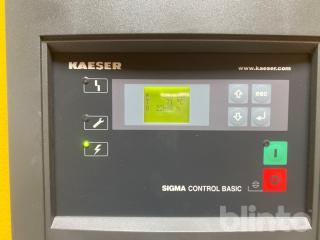 KAESER
www.kaeser.com
esc
SIGMA CONTROL BASIC
blinto